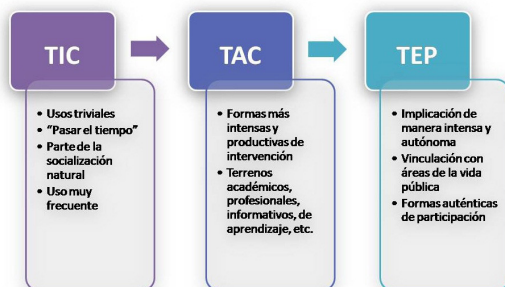 TIC
TAC
TEP
• Usos triviales
• "Pasar el tiempo"
• Parte de la
socialización
natural
• Uso muy
frecuente
• Formas más
intensas y
productivas de
intervención
• Terrenos
académicos,
profesionales,
informativos, de
aprendizaje, etc.
• Implicación de
manera intensa y
autónoma
• Vinculación con
áreas de la vida
pública
• Formas auténticas
de participación